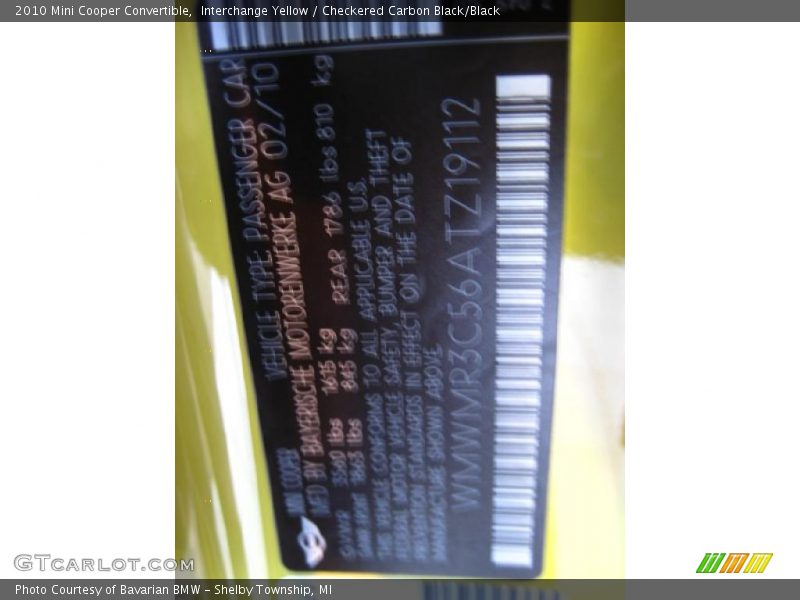 2010 Mini Cooper Convertible,  Interchange Yellow / Checkered Carbon Black/Black
MINI COOPER VEHICLE TYPE PASSENGER CAR
MFD BY BAYERISCHE MOTORENWERKE AG 02/10
GVWR lbs 1615 kg
lbs 845 kg REAR 1786 lbs 810 kg
THIS VEHICLE CONFORMS TO ALL APPLICABLE U.S.
FEDERAL MOTOR VEHICLE SAFETY, BUMPER AND THEFT
PREVENTION STANDARDS IN EFFECT ON THE DATE OF
MANUFACTURE SHOWN ABOVE
WMWMR3C56ATZ19112
GTCARLOT.COM
Photo Courtesy of Bavarian BMW – Shelby Township, MI